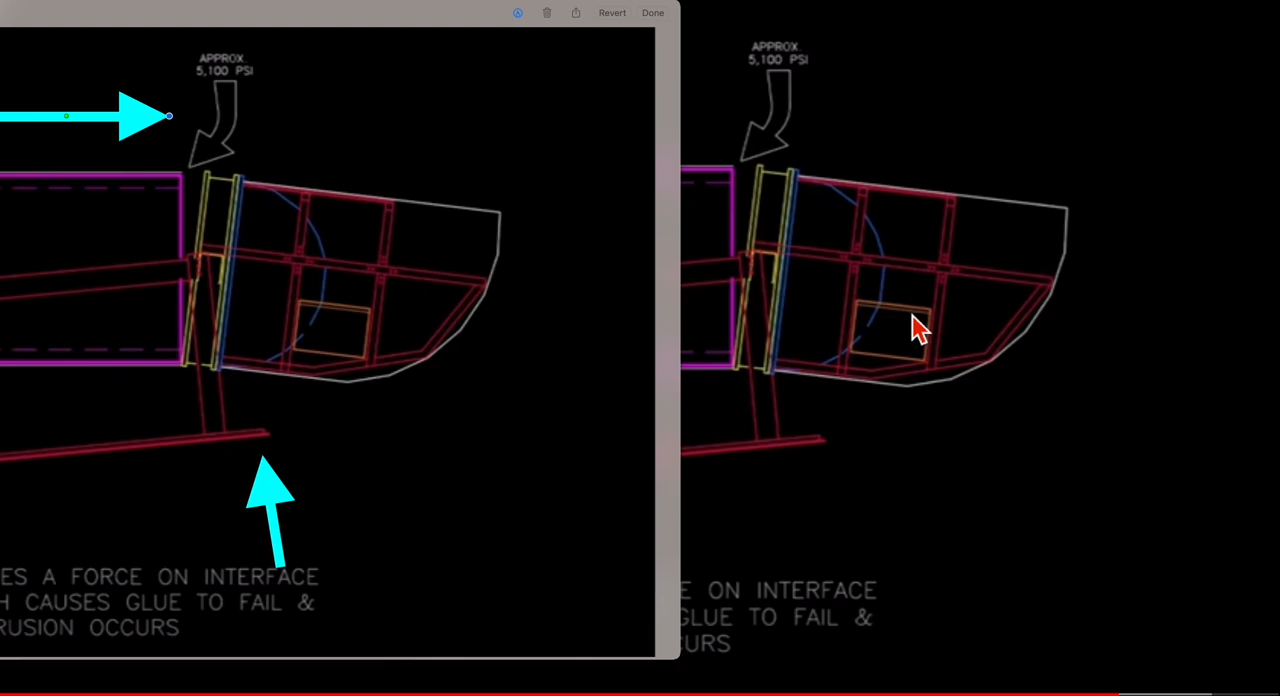 Revert
Done
APPROX.
5,100 PSI
APPROX.
5,100 PSI
ES A FORCE ON INTERFACE
H CAUSES GLUE TO FAIL &
RUSION OCCURS
E ON INTERFACE
GLUE TO FAIL &
CURS